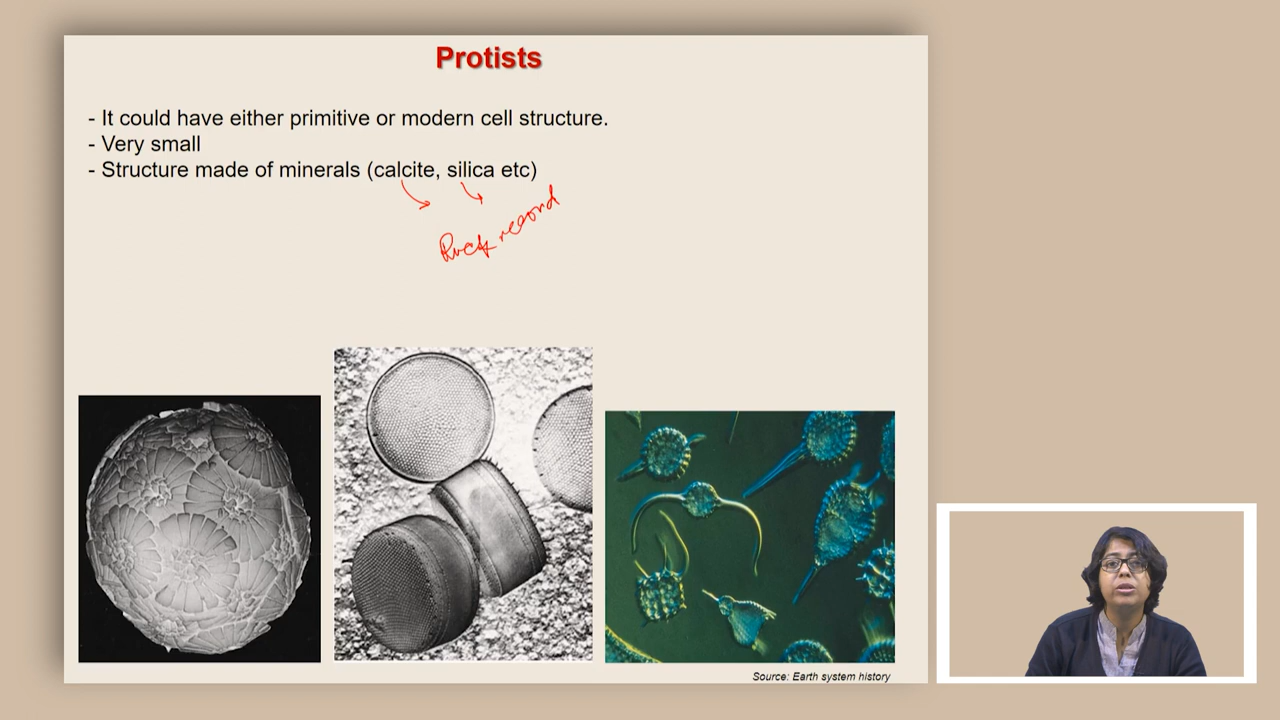 Protists
- It could have either primitive or modern cell structure.
- Very small
- Structure made of minerals (calcite, silica etc)
Rock record
Source: Earth system history